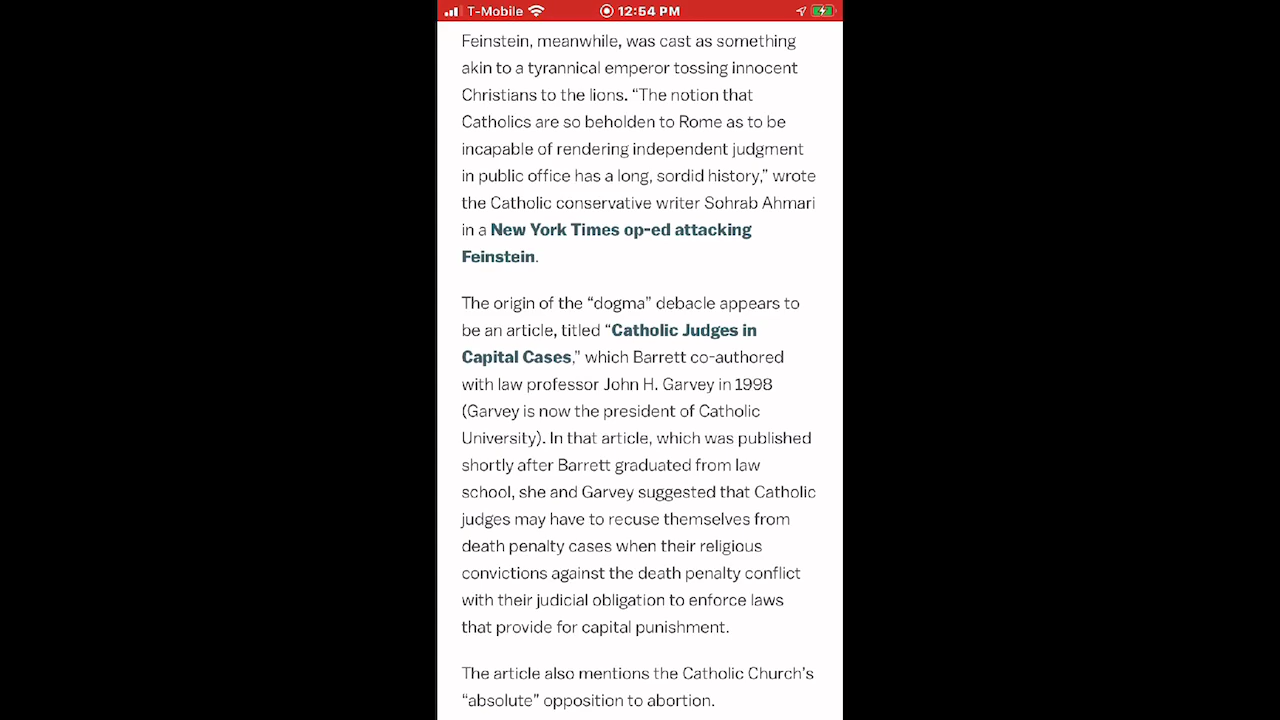 T-Mobile 12:54 PM
Feinstein, meanwhile, was cast as something
akin to a tyrannical emperor tossing innocent
Christians to the lions. “The notion that
Catholics are so beholden to Rome as to be
incapable of rendering independent judgment
in public office has a long, sordid history,” wrote
the Catholic conservative writer Sohrab Ahmari
in a New York Times op-ed attacking
Feinstein.
The origin of the “dogma” debacle appears to
be an article, titled “Catholic Judges in
Capital Cases,” which Barrett co-authored
with law professor John H. Garvey in 1998
(Garvey is now the president of Catholic
University). In that article, which was published
shortly after Barrett graduated from law
school, she and Garvey suggested that Catholic
judges may have to recuse themselves from
death penalty cases when their religious
convictions against the death penalty conflict
with their judicial obligation to enforce laws
that provide for capital punishment.
The article also mentions the Catholic Church’s
“absolute” opposition to abortion.